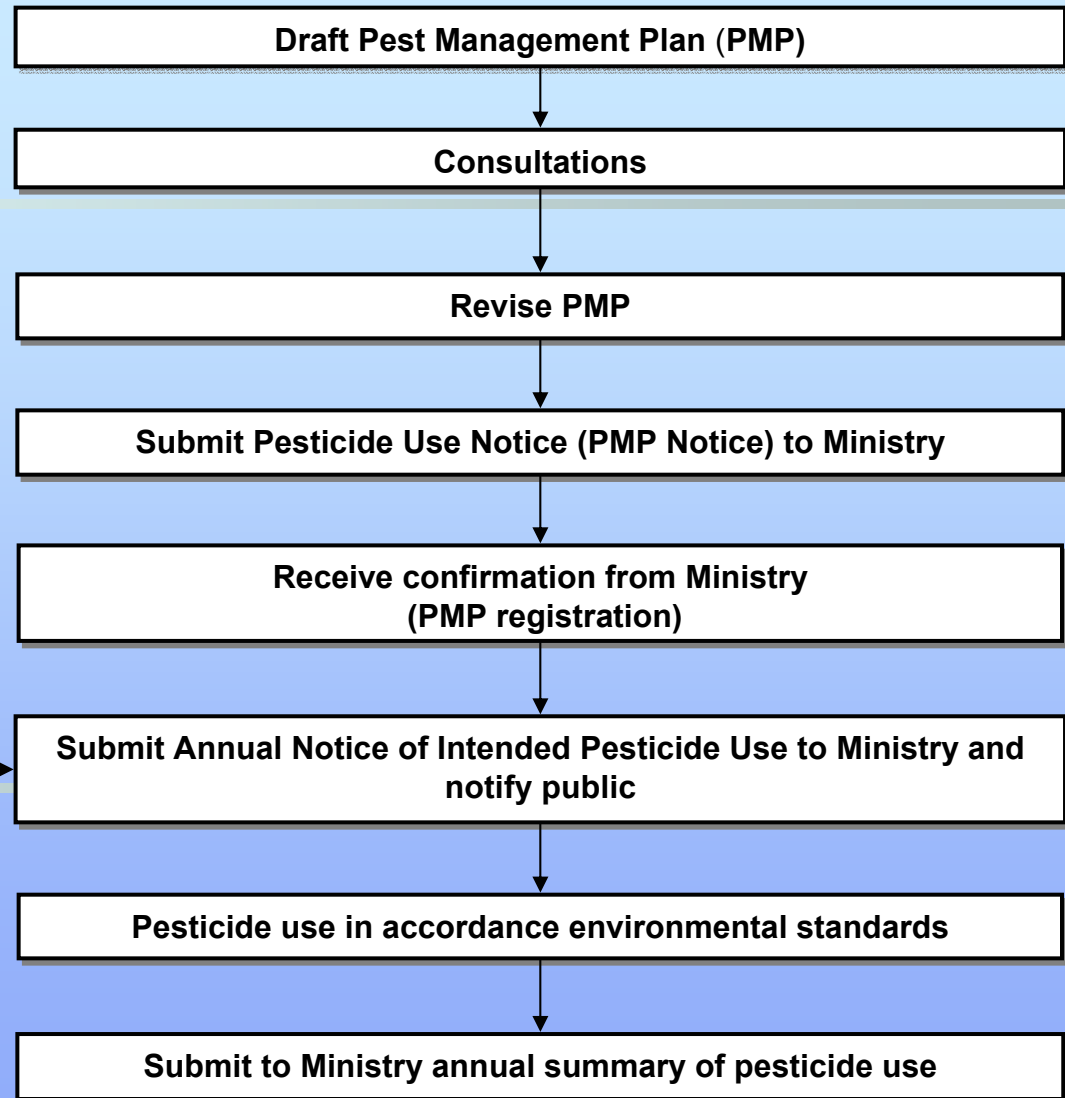 Draft Pest Management Plan (PMP)
Consultations
Revise PMP
Submit Pesticide Use Notice (PMP Notice) to Ministry
Receive confirmation from Ministry
(PMP registration)
Submit Annual Notice of Intended Pesticide Use to Ministry and
notify public
Pesticide use in accordance environmental standards
Submit to Ministry annual summary of pesticide use